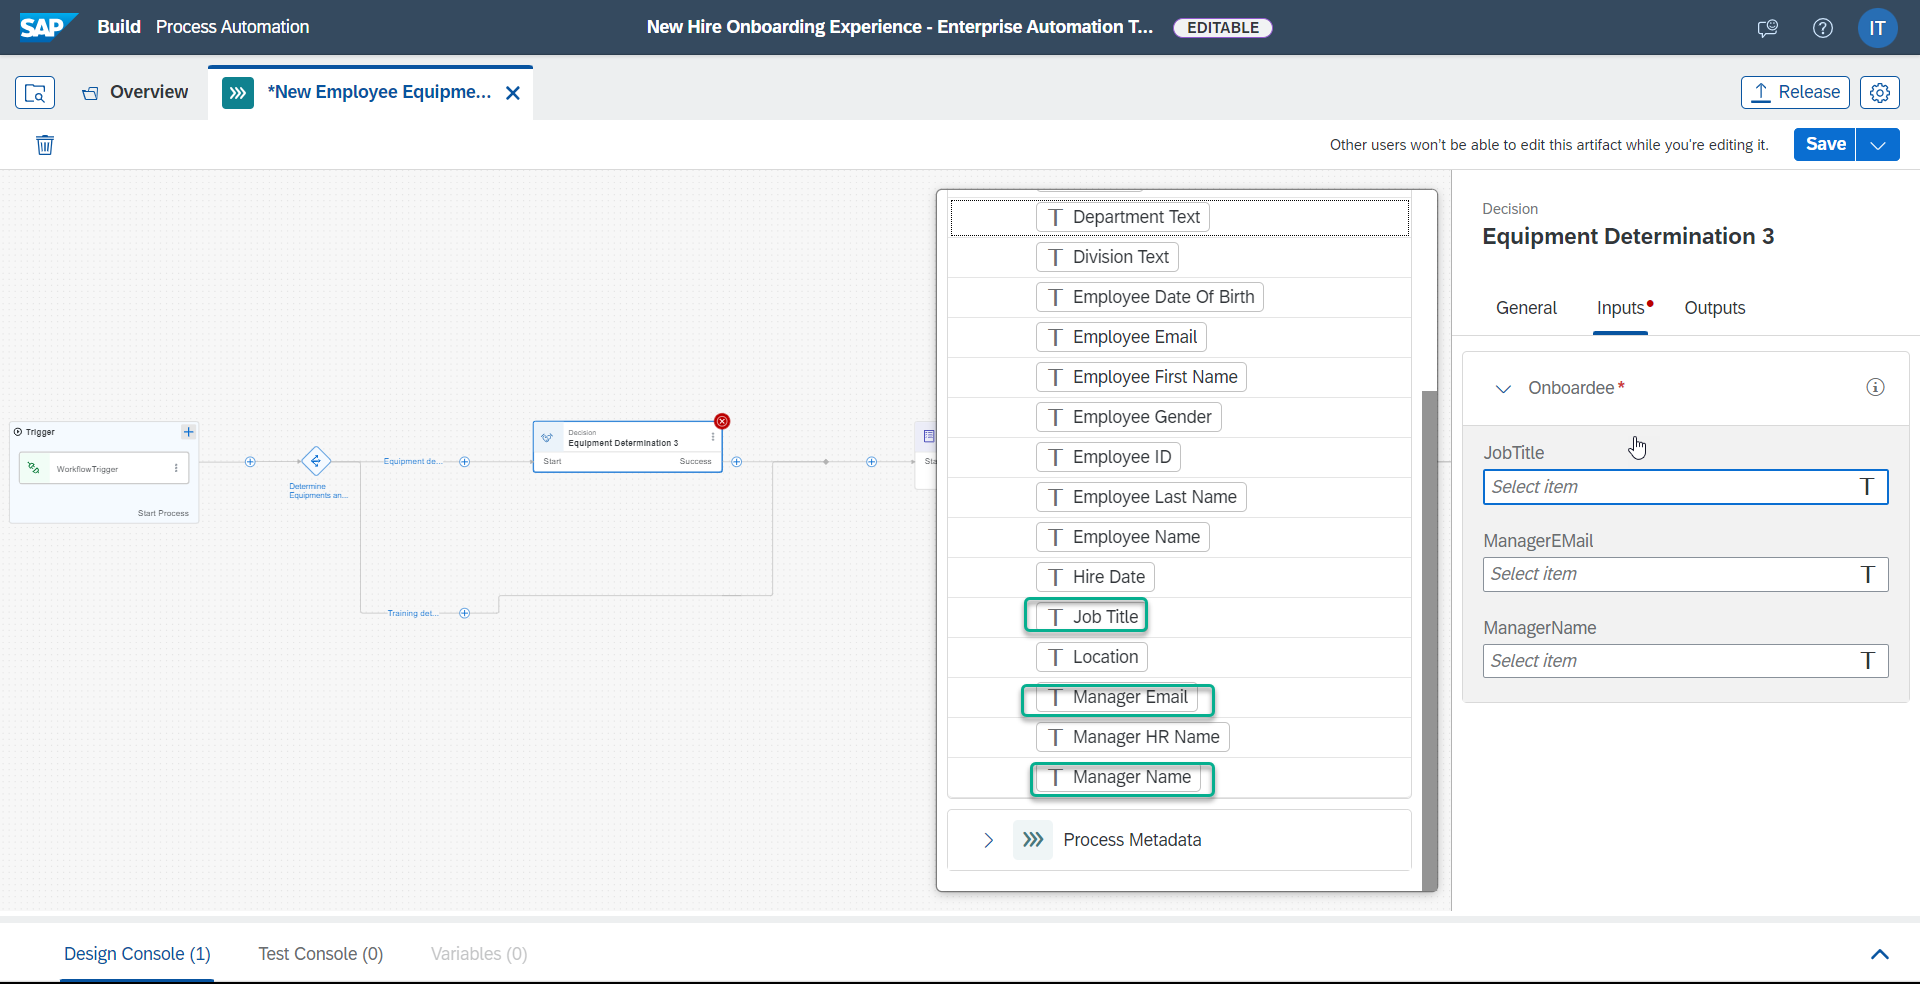 SAP Build Process Automation
New Hire Onboarding Experience - Enterprise Automation T...
EDITABLE
IT
Overview
*New Employee Equipme...
Release
Other users won't be able to edit this artifact while you're editing it.
Save
Trigger
WorkflowTrigger
Start Process
Determine
Equipments an...
Equipment de...
Training det...
Decision
Equipment Determination 3
Start
Success
Sta
Department Text
Division Text
Employee Date Of Birth
Employee Email
Employee First Name
Employee Gender
Employee ID
Employee Last Name
Employee Name
Hire Date
Job Title
Location
Manager Email
Manager HR Name
Manager Name
Process Metadata
Decision
Equipment Determination 3
General
Inputs
Outputs
Onboardee*
JobTitle
Select item
ManagerEMail
Select item
ManagerName
Select item
Design Console (1)
Test Console (0)
Variables (0)